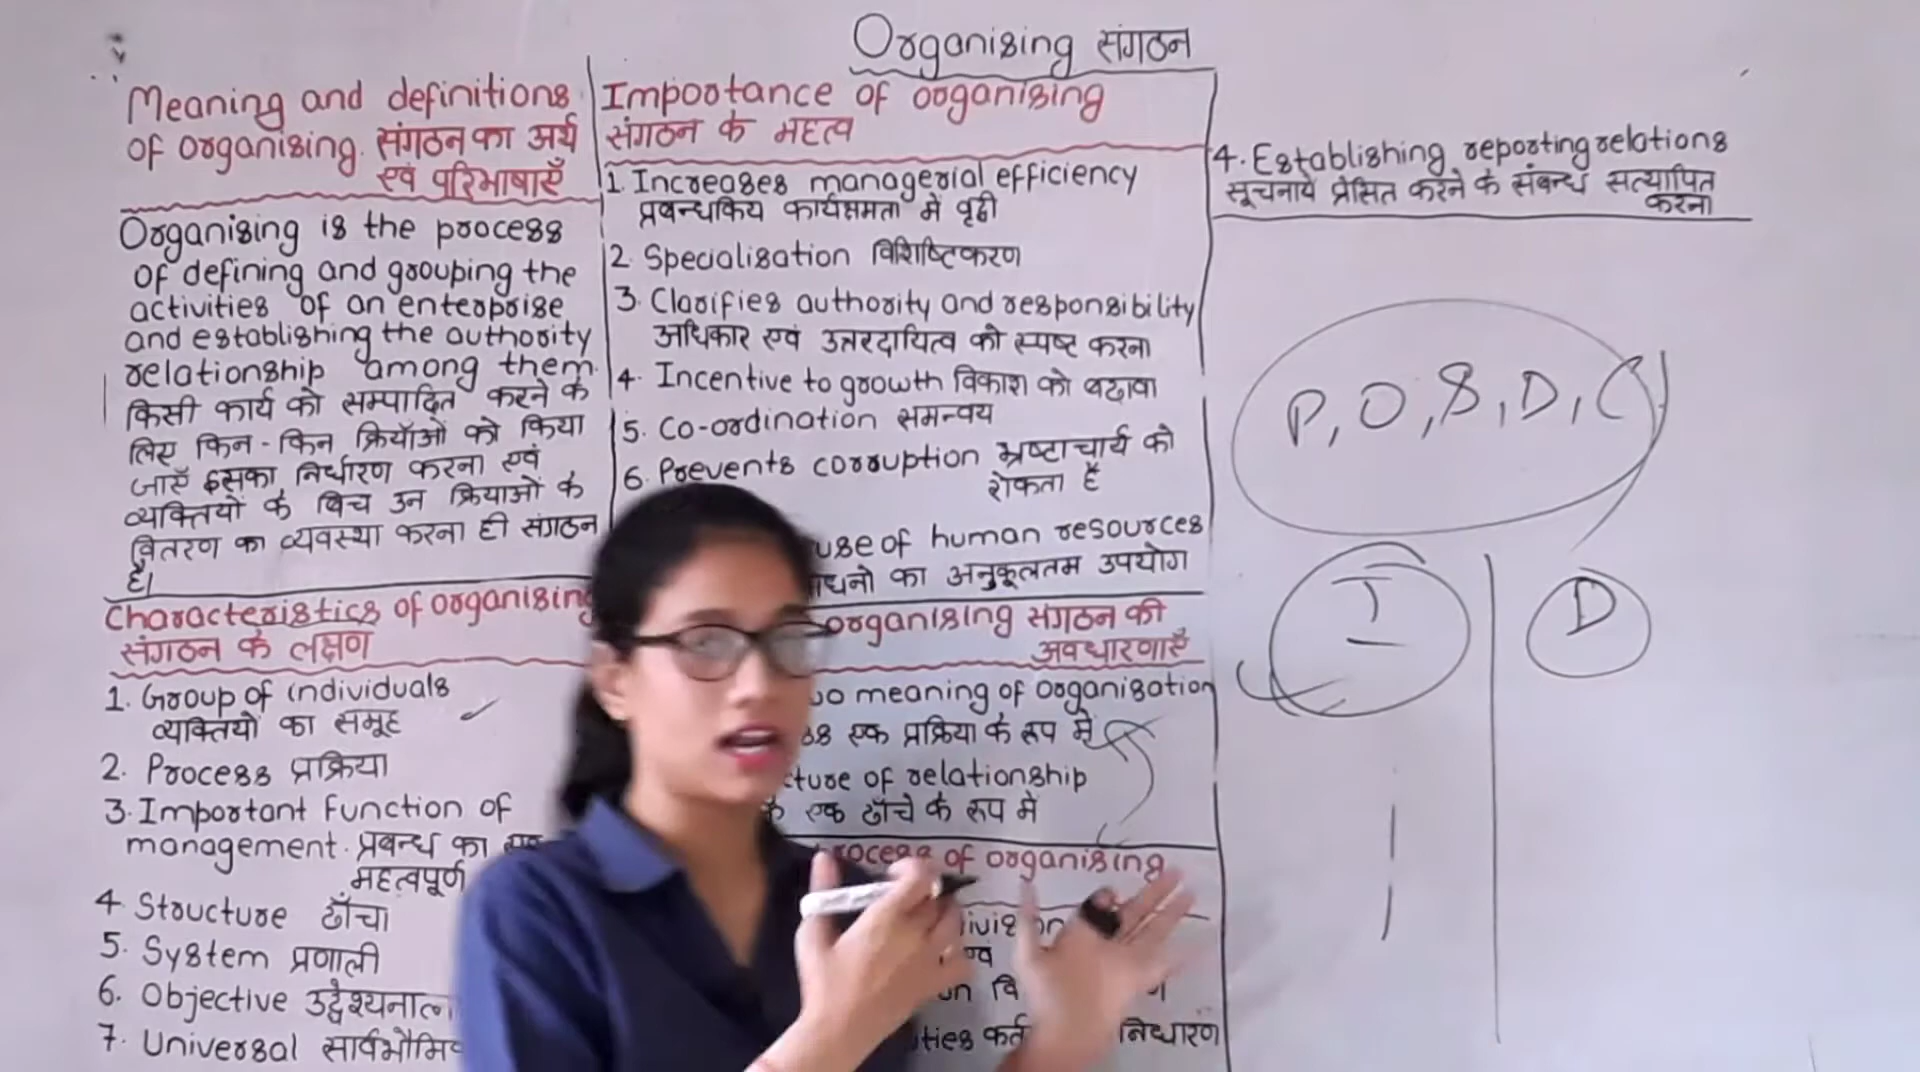 Organising संगठन
Meaning and definitions
of organising. संगठन का अर्थ
एवं परिभाषाएँ
Organising is the process
of defining and grouping the
activities of an enterprise
and establishing the authority
relationship among them.
किसी कार्य को सम्पादित करने के
लिए किन-किन क्रियाँओं को किया
जाएँ इसका निर्धारण करना एवं
व्यक्तियों के बिच उन क्रियाओं के
वितरण का व्यवस्था करना ही संगठन
है।
Characteristics of organising
संगठन के लक्षण
1. Group of individuals
व्यक्तियों का समूह
2. Process प्रक्रिया
3. Important function of
management. प्रबन्ध का
महत्वपूर्ण
4. Structure ढाँचा
5. System प्रणाली
6. Objective
7. Universal
Importance of organising
संगठन के महत्व
1. Increases managerial efficiency
प्रबन्धकिय कार्यक्षमता में वृद्दी
2. Specialisation विशिष्टिकरण
3. Clarifies authority and responsibility
अधिकार एवं उत्तरदायित्व को स्पष्ट करना
4. Incentive to growth विकाश को बढावा
5. Co-ordination समन्वय
6. Prevents corruption भ्रष्टाचार्य को
रोकता हैं
use of human resources
का अनुकूलतम उपयोग
organising संगठन की
अवधारणाएँ
meaning of organisation
एक प्रक्रिया के रूप में
of relationship
के एक ढाँचे के रूप में
of organising
निर्धारण
4. Establishing reporting relations
सूचनाये प्रेसित करने के संबन्ध सत्यापित
करना
P, O, S, D, C
I
D